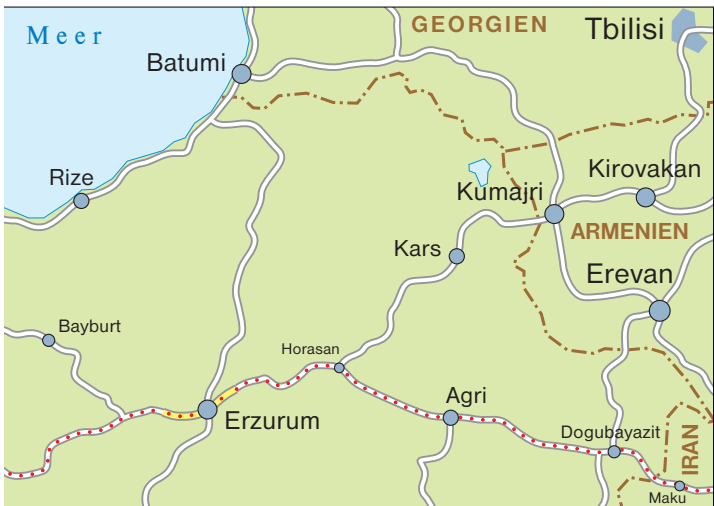 Meer
GEORGIEN
Tbilisi
Batumi
Rize
Kumajri
Kirovakan
ARMENIEN
Kars
Erevan
Bayburt
Horasan
Agri
Erzurum
Dogubayazit
IRAN
Maku